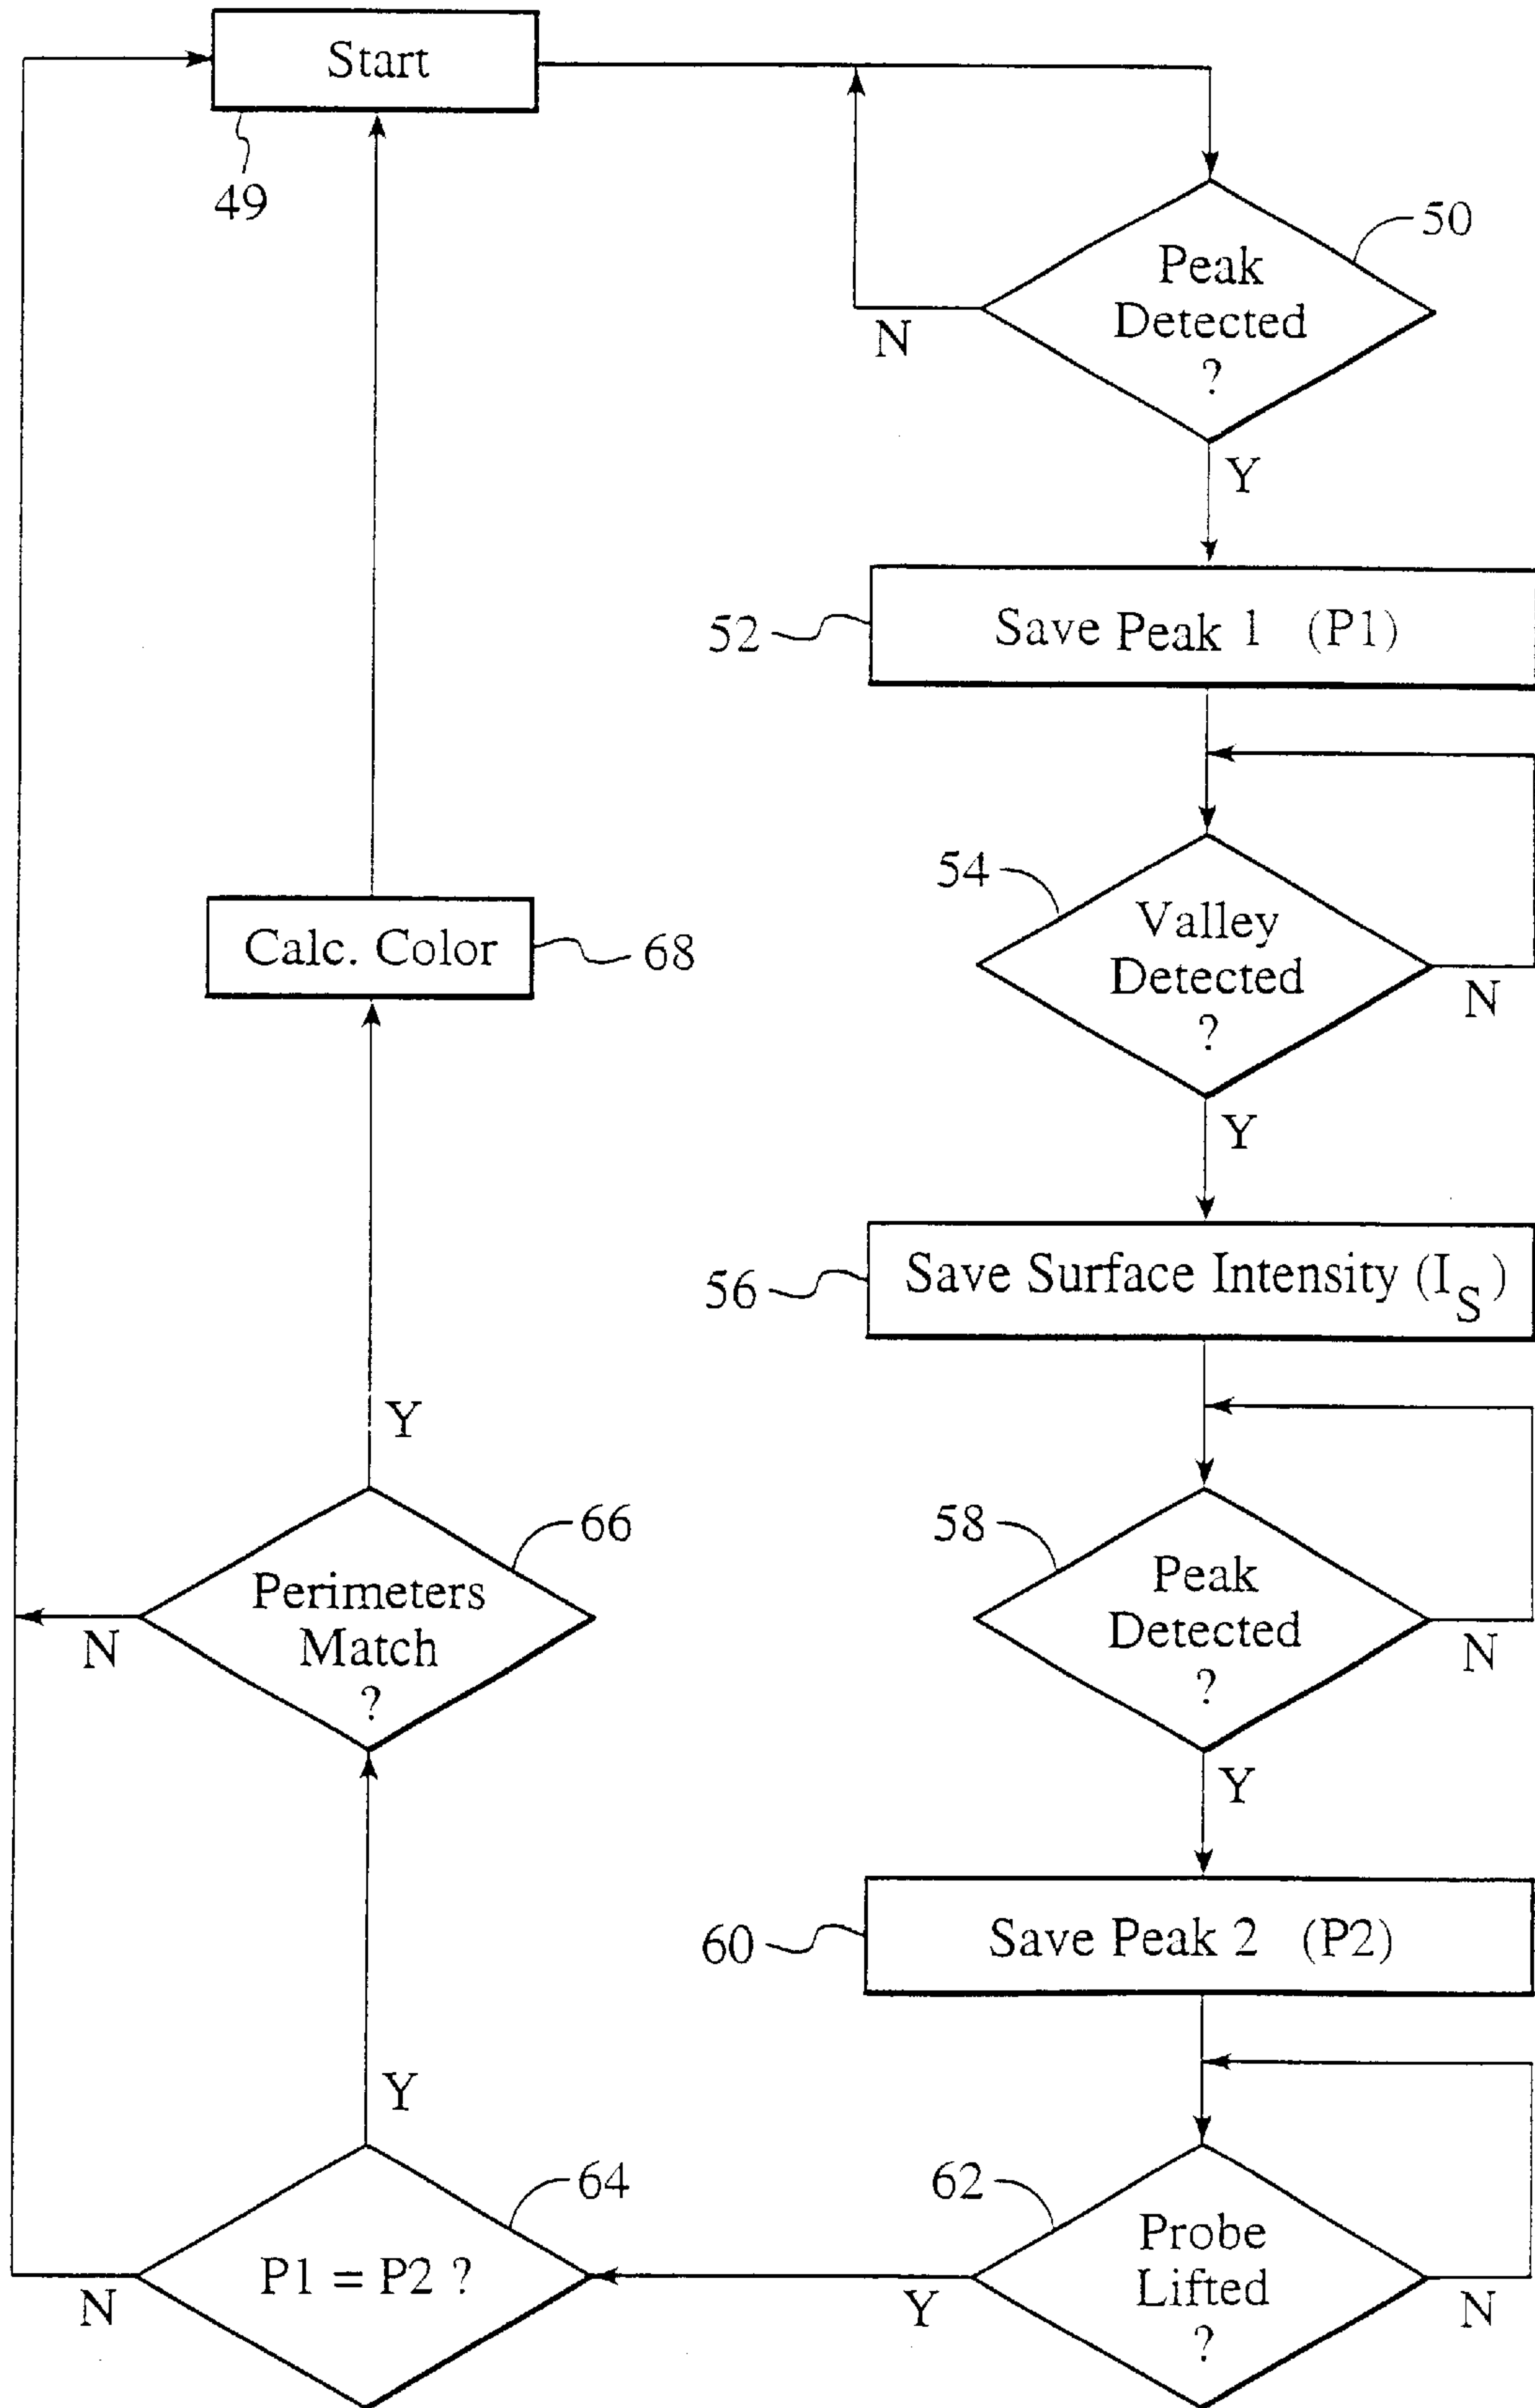 Start
49
50
Peak
Detected
?
N
Y
52
Save Peak 1 (P1)
54
Valley
Detected
?
N
Y
Calc. Color
68
56
Save Surface Intensity (I_S)
Y
66
Perimeters
Match
?
N
58
Peak
Detected
?
N
Y
60
Save Peak 2 (P2)
Y
64
P1 = P2 ?
N
62
Probe
Lifted
?
Y
N